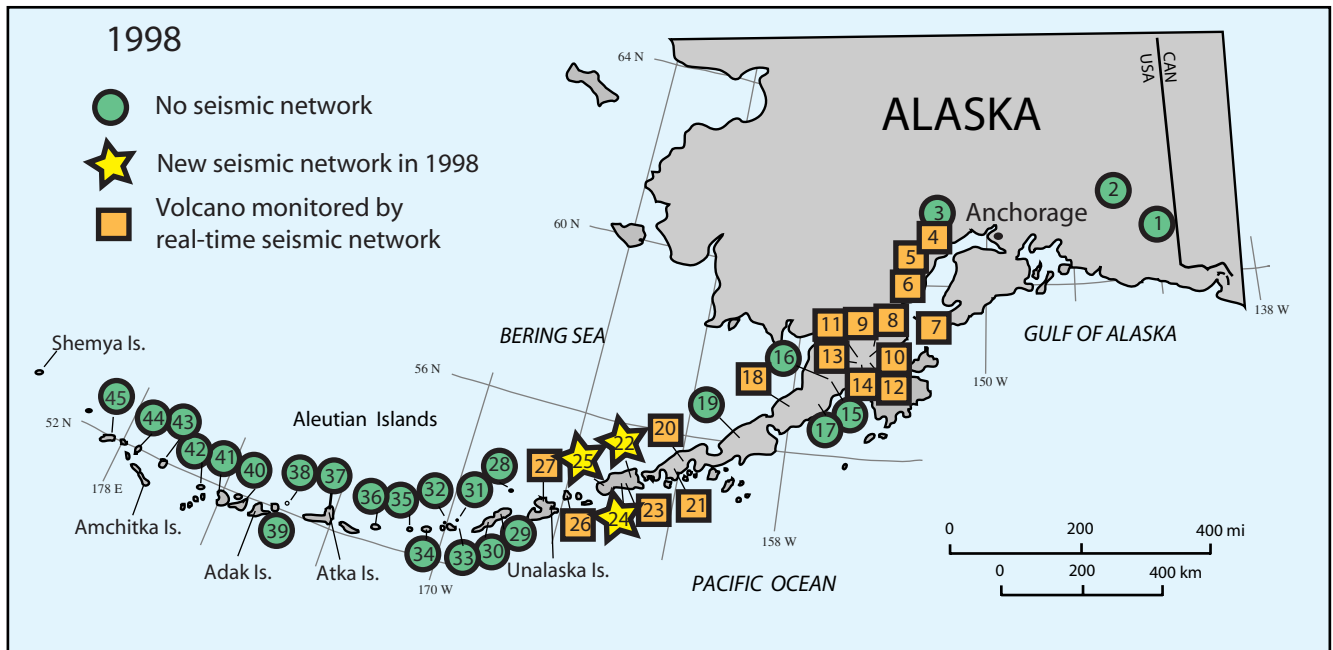 1998
No seismic network
New seismic network in 1998
Volcano monitored by
real-time seismic network
64 N
CAN
USA
ALASKA
2
1
3
Anchorage
4
5
6
60 N
138 W
BERING SEA
GULF OF ALASKA
11
9
8
7
Shemya Is.
16
13
10
150 W
56 N
18
14
12
45
19
15
52 N
44
43
Aleutian Islands
22
20
17
42
41
40
38
37
28
27
25
178 E
36
35
32
31
Amchitka Is.
39
24
23
21
26
29
34
33
30
158 W
0
200
400 mi
Adak Is.
Atka Is.
170 W
Unalaska Is.
PACIFIC OCEAN
0
200
400 km